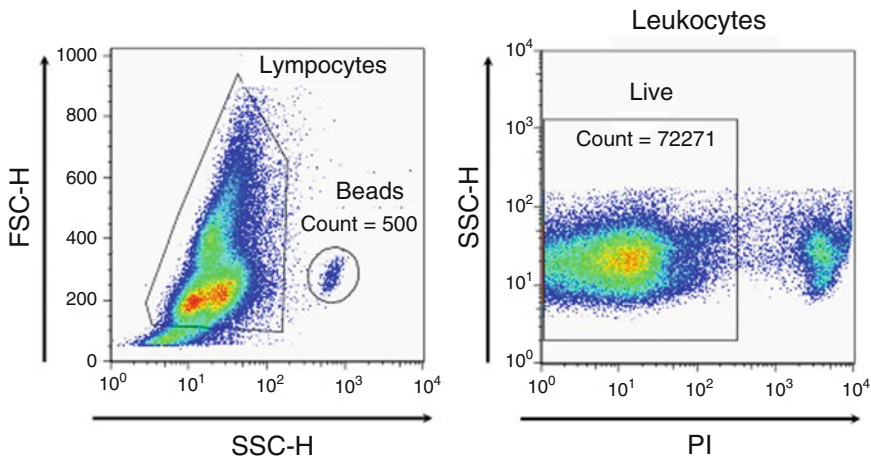 Lympocytes
Beads
Count = 500
FSC-H
1000
800
600
400
200
0
10^0
10^1
10^2
10^3
10^4
SSC-H
Leukocytes
Live
Count = 72271
SSC-H
10^4
10^3
10^2
10^1
10^0
10^0
10^1
10^2
10^3
10^4
PI